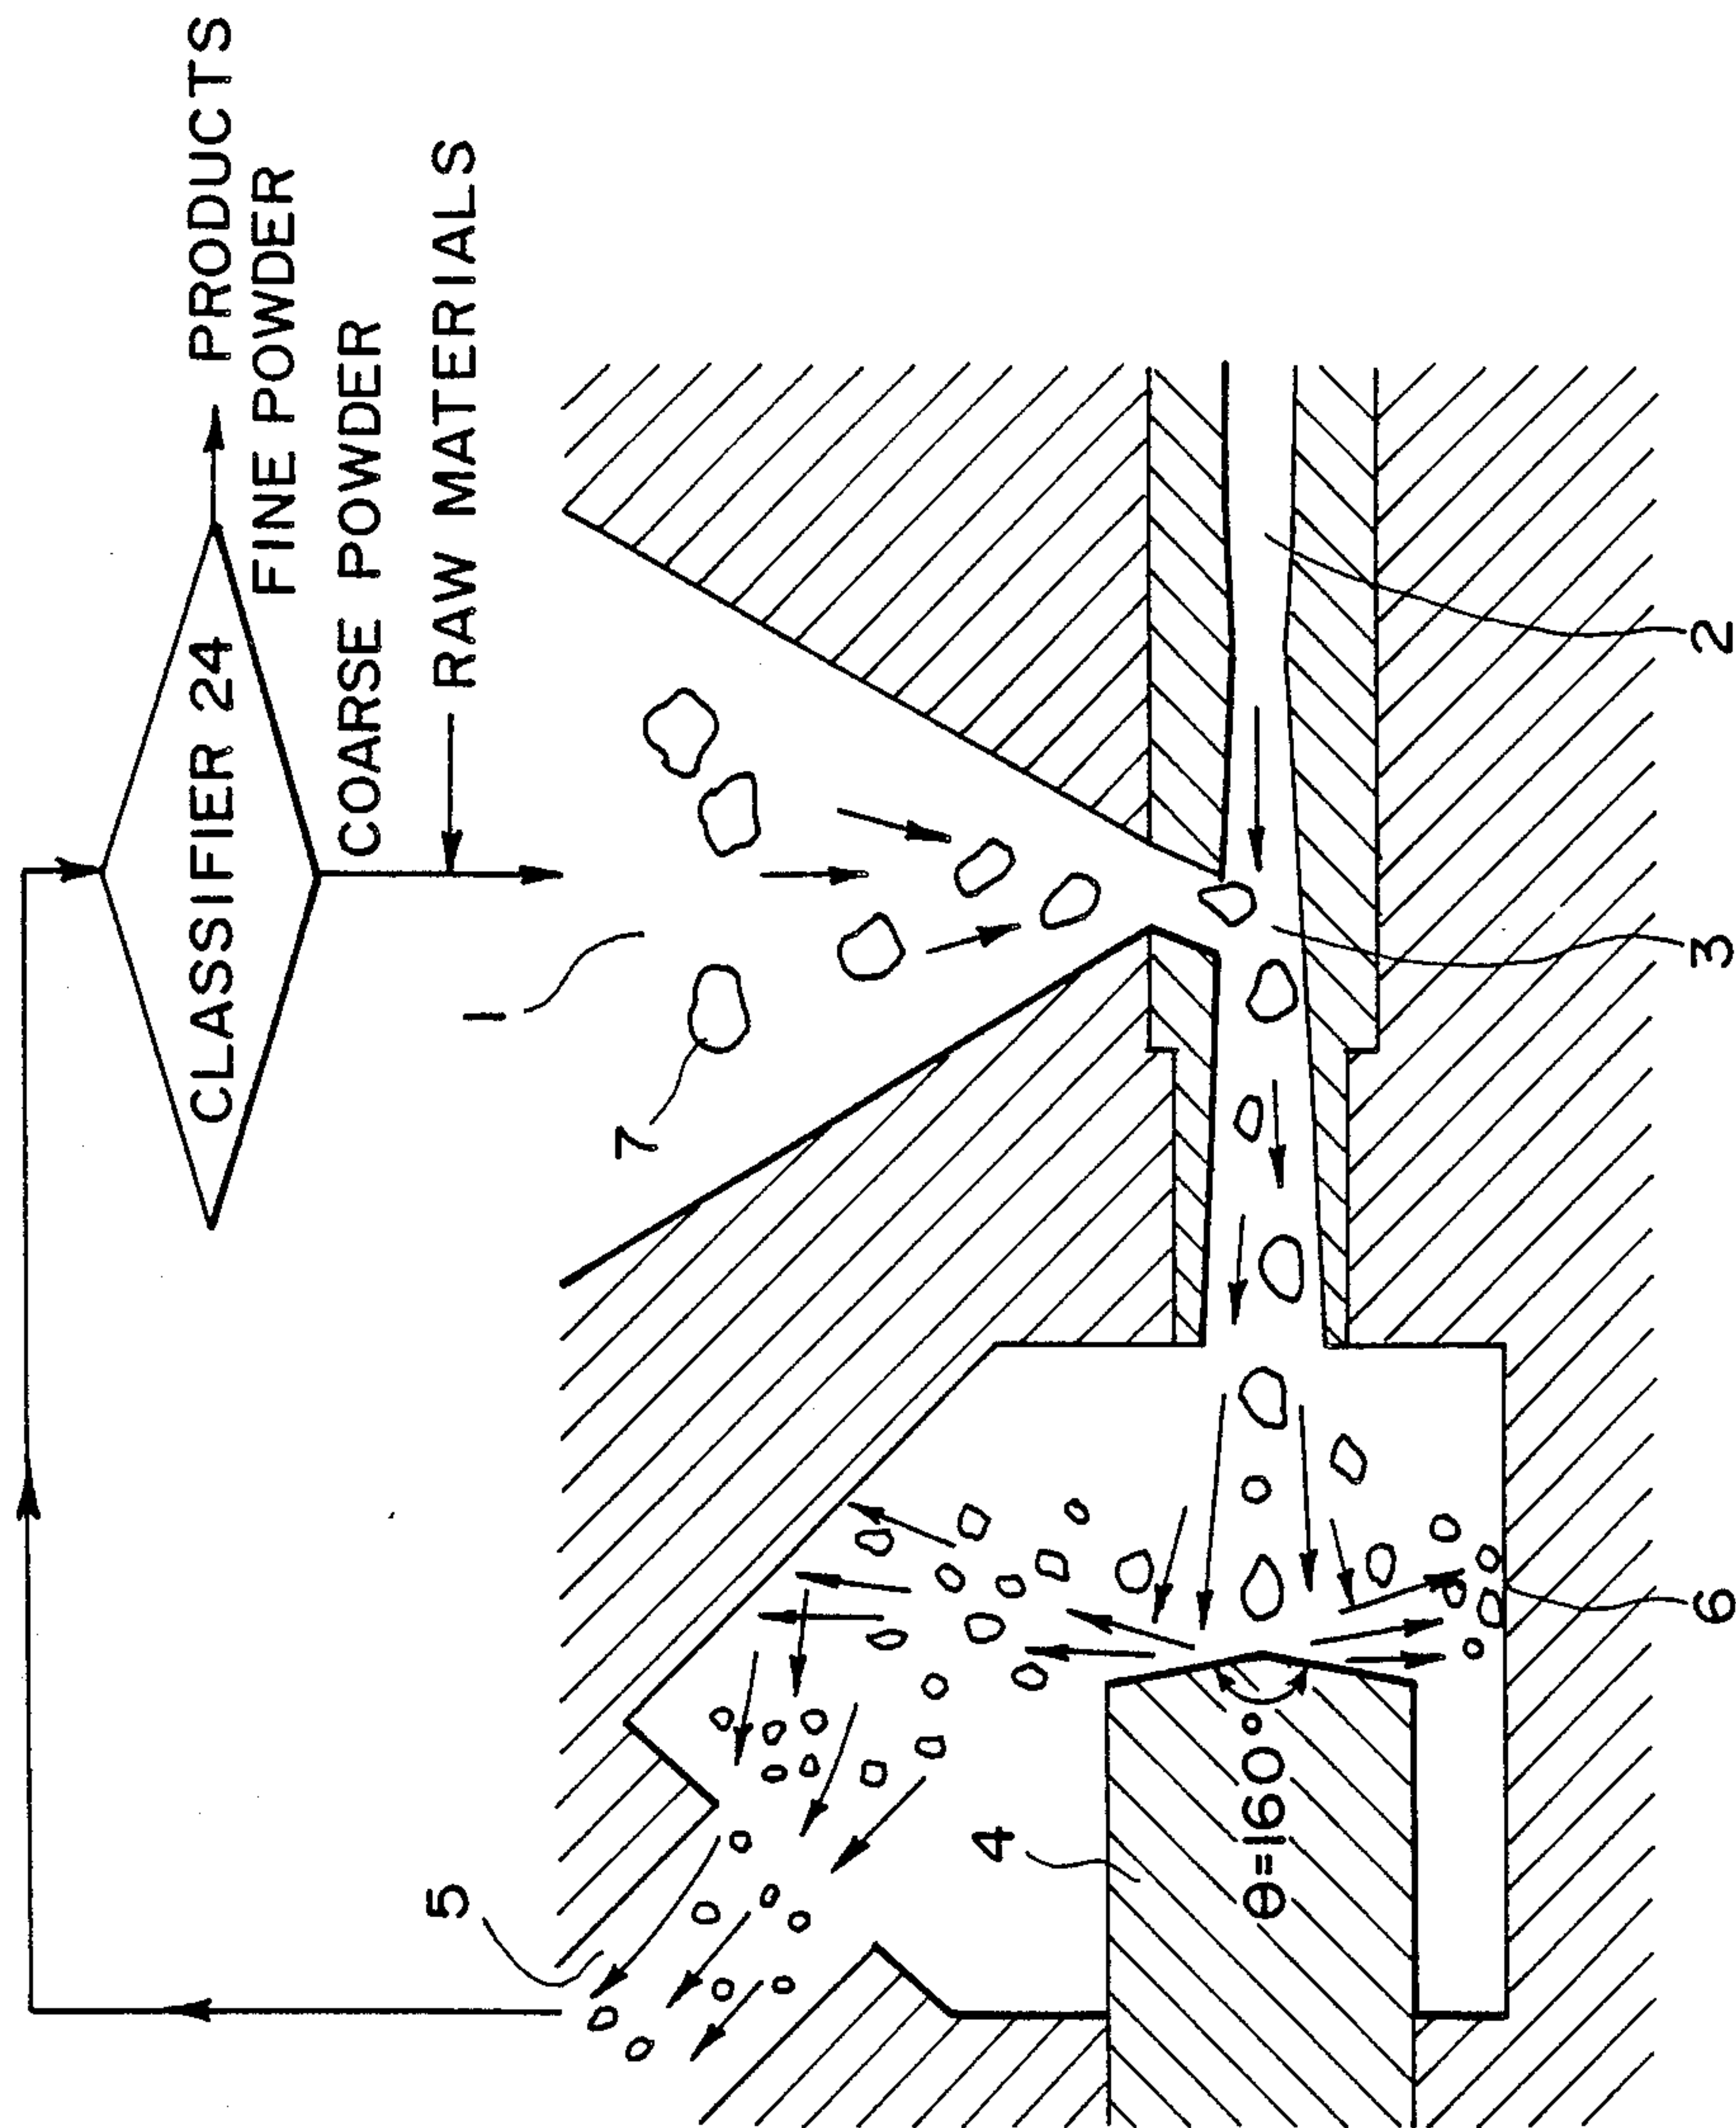 CLASSIFIER 24
PRODUCTS
FINE POWDER
COARSE POWDER
RAW MATERIALS
1
7
5
4
θ=160°
2
3
6